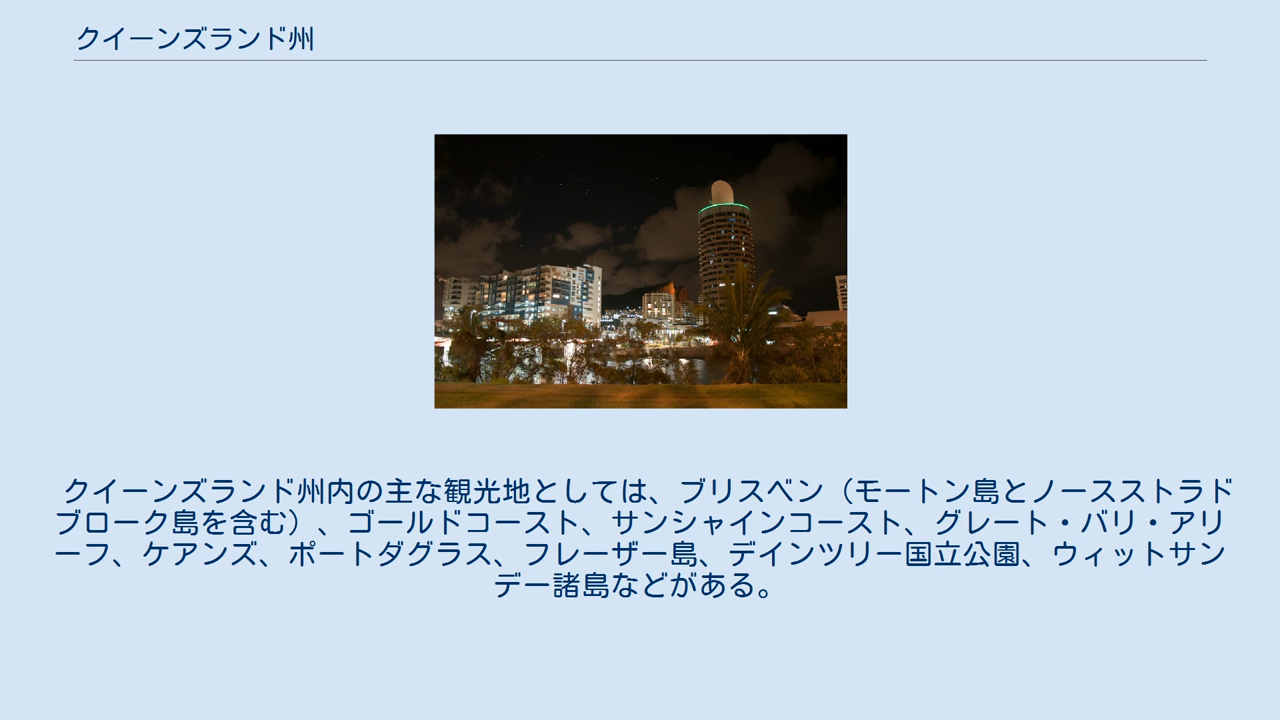 クイーンズランド州
クイーンズランド州内の主な観光地としては、ブリスベン（モートン島とノースストラド
ブローク島を含む）、ゴールドコースト、サンシャインコースト、グレート・バリ・アリ
ーフ、ケアンズ、ポートダグラス、フレーザー島、デインツリー国立公園、ウィットサン
デー諸島などがある。